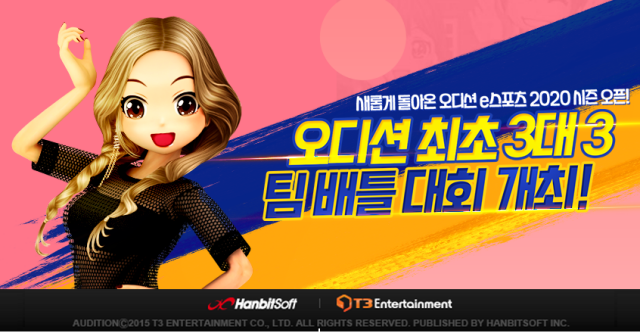 새롭게 돌아온 오디션 e스포츠 2020 시즌 오픈!
오디션 최초 3대 3
팀 배틀 대회 개최!
HanbitSoft | T3 Entertainment
AUDITIONⒸ2015 T3 ENTERTAINMENT CO., LTD. ALL RIGHTS RESERVED. PUBLISHED BY HANBITSOFT INC.